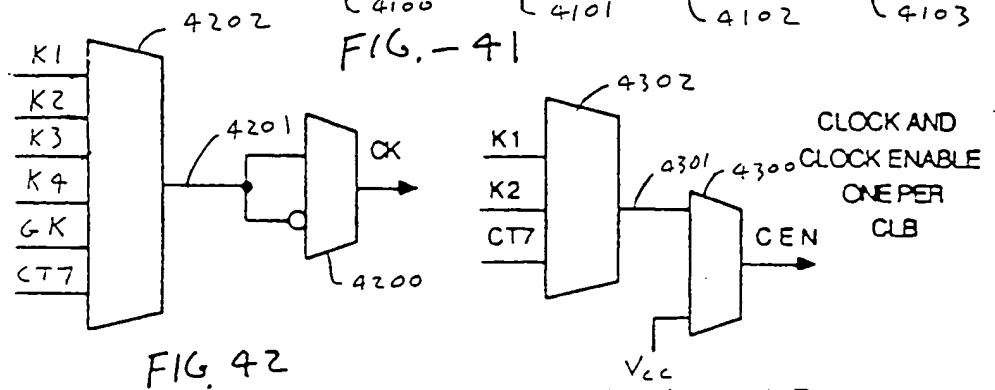 4100 4101 4102 4103
FIG.-41
4202
K1
K2
K3
K4
GK
CT7
4201
CK
4200
FIG. 42
4302
K1
K2
CT7
4301
4300
CEN
Vcc
CLOCK AND
CLOCK ENABLE
ONE PER
CLB